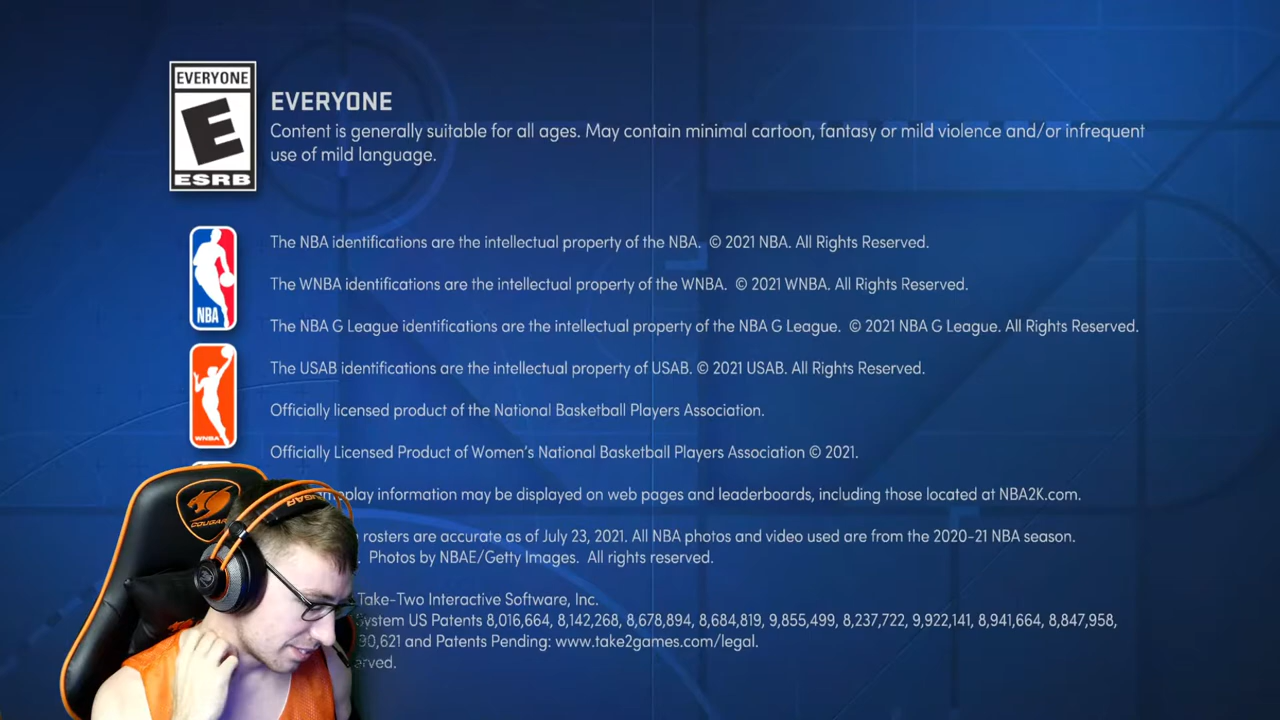 EVERYONE
E
ESRB
EVERYONE
Content is generally suitable for all ages. May contain minimal cartoon, fantasy or mild violence and/or infrequent
use of mild language.
The NBA identifications are the intellectual property of the NBA. © 2021 NBA. All Rights Reserved.
NBA
The WNBA identifications are the intellectual property of the WNBA. © 2021 WNBA. All Rights Reserved.
The NBA G League identifications are the intellectual property of the NBA G League. © 2021 NBA G League. All Rights Reserved.
The USAB identifications are the intellectual property of USAB. © 2021 USAB. All Rights Reserved.
WNBA
Officially licensed product of the National Basketball Players Association.
Officially Licensed Product of Women's National Basketball Players Association © 2021.
information may be displayed on web pages and leaderboards, including those located at NBA2K.com.
rosters are accurate as of July 23, 2021. All NBA photos and video used are from the 2020-21 NBA season.
Photos by NBAE/Getty Images. All rights reserved.
Take-Two Interactive Software, Inc.
System US Patents 8,016,664, 8,142,268, 8,678,894, 8,684,819, 9,855,499, 8,237,722, 9,922,141, 8,941,664, 8,847,958,
and Patents Pending: www.take2games.com/legal.
COUGAR
COUGAR